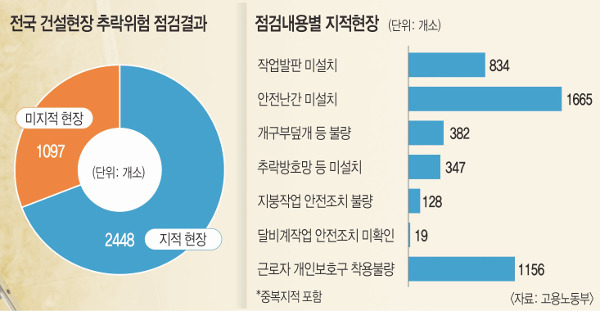 전국 건설현장 추락위험 점검결과
미지적 현장
1097
(단위: 개소)
2448
지적 현장
점검내용별 지적현장 (단위: 개소)
작업발판 미설치 834
안전난간 미설치 1665
개구부덮개 등 불량 382
추락방호망 등 미설치 347
지붕작업 안전조치 불량 128
달비계작업 안전조치 미확인 19
근로자 개인보호구 착용불량 1156
*중복지적 포함
〈자료: 고용노동부〉